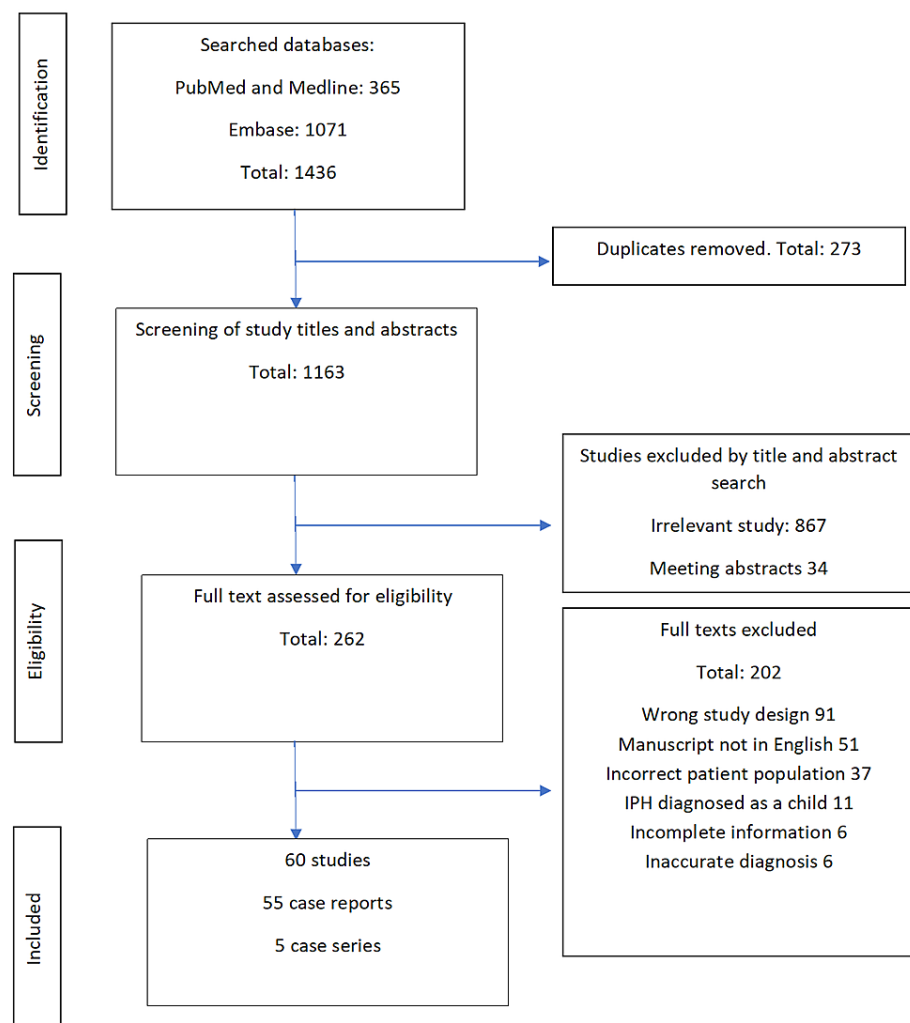 Identification
Searched databases:
PubMed and Medline: 365
Embase: 1071
Total: 1436
Duplicates removed. Total: 273
Screening
Screening of study titles and abstracts
Total: 1163
Studies excluded by title and abstract
search
Irrelevant study: 867
Meeting abstracts 34
Eligibility
Full text assessed for eligibility
Total: 262
Full texts excluded
Total: 202
Wrong study design 91
Manuscript not in English 51
Incorrect patient population 37
IPH diagnosed as a child 11
Incomplete information 6
Inaccurate diagnosis 6
Included
60 studies
55 case reports
5 case series